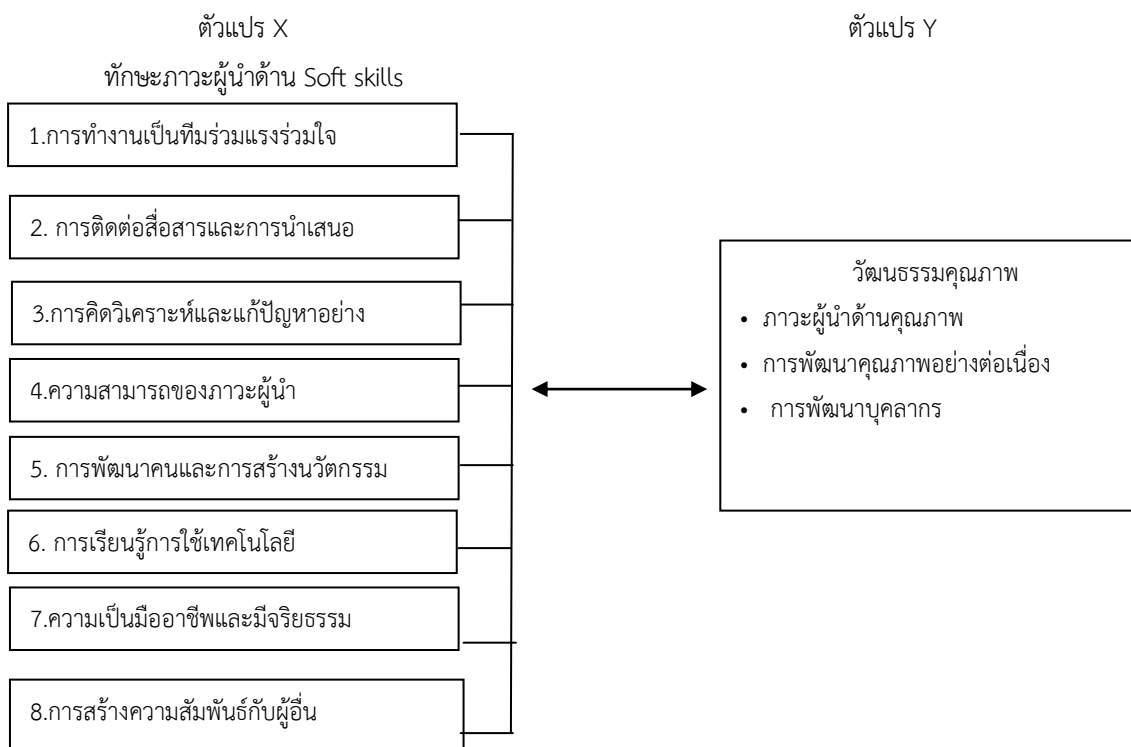 ตัวแปร X
ตัวแปร Y
ทักษะภาวะผู้นำด้าน Soft skills
1.การทำงานเป็นทีมร่วมแรงร่วมใจ
2. การติดต่อสื่อสารและการนำเสนอ
3.การคิดวิเคราะห์และแก้ปัญหาอย่าง
4.ความสามารถของภาวะผู้นำ
5. การพัฒนาคนและการสร้างนวัตกรรม
6. การเรียนรู้การใช้เทคโนโลยี
7.ความเป็นมืออาชีพและมีจริยธรรม
8.การสร้างความสัมพันธ์กับผู้อื่น
วัฒนธรรมคุณภาพ
• ภาวะผู้นำด้านคุณภาพ
• การพัฒนาคุณภาพอย่างต่อเนื่อง
• การพัฒนาบุคลากร